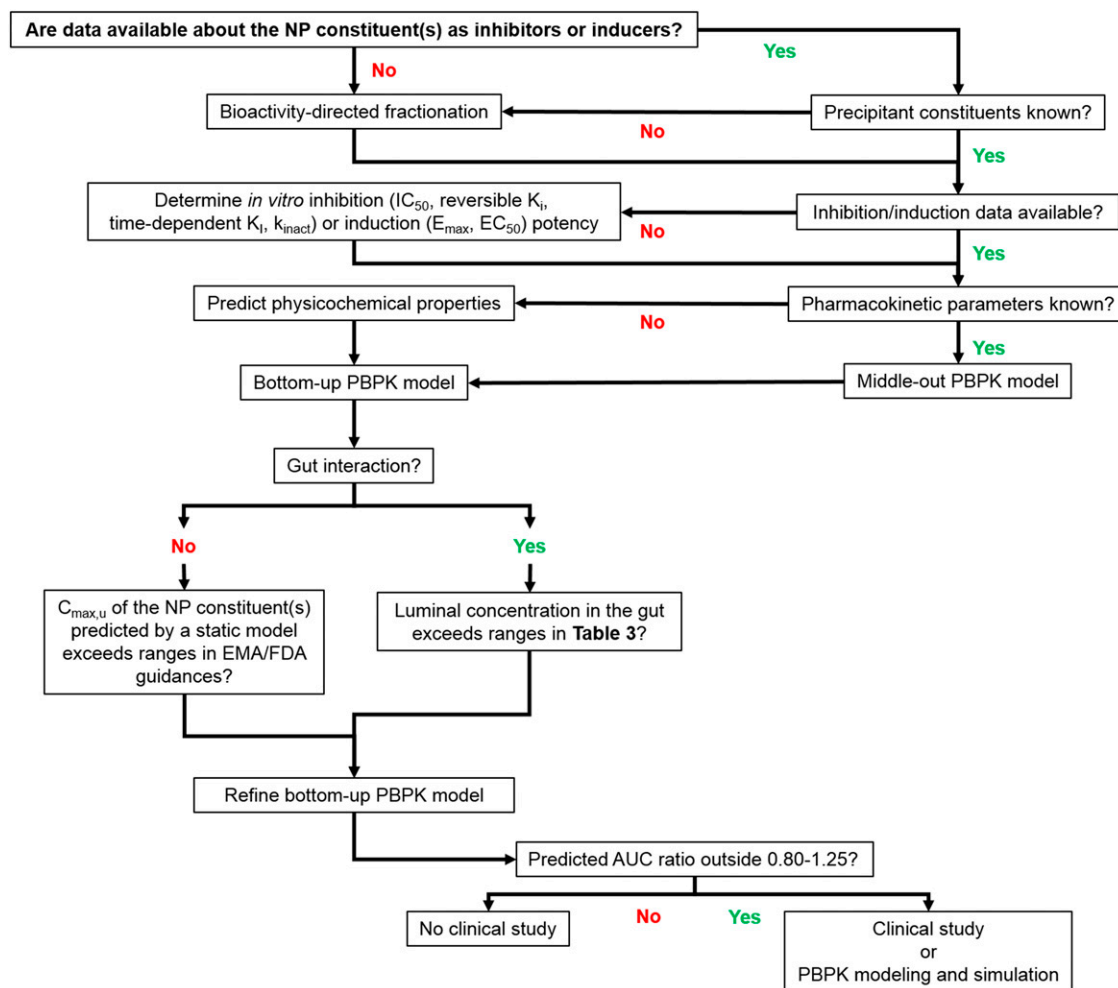 Are data available about the NP constituent(s) as inhibitors or inducers?
Yes
No
Bioactivity-directed fractionation
Precipitant constituents known?
No
Yes
Determine in vitro inhibition (IC50, reversible Ki,
time-dependent KI, kinact) or induction (Emax, EC50) potency
Inhibition/induction data available?
No
Yes
Predict physicochemical properties
Pharmacokinetic parameters known?
No
Yes
Bottom-up PBPK model
Middle-out PBPK model
Gut interaction?
No
Yes
Cmax,u of the NP constituent(s)
predicted by a static model
exceeds ranges in EMA/FDA
guidances?
Luminal concentration in the gut
exceeds ranges in Table 3?
Refine bottom-up PBPK model
Predicted AUC ratio outside 0.80-1.25?
No clinical study
No
Yes
Clinical study
or
PBPK modeling and simulation